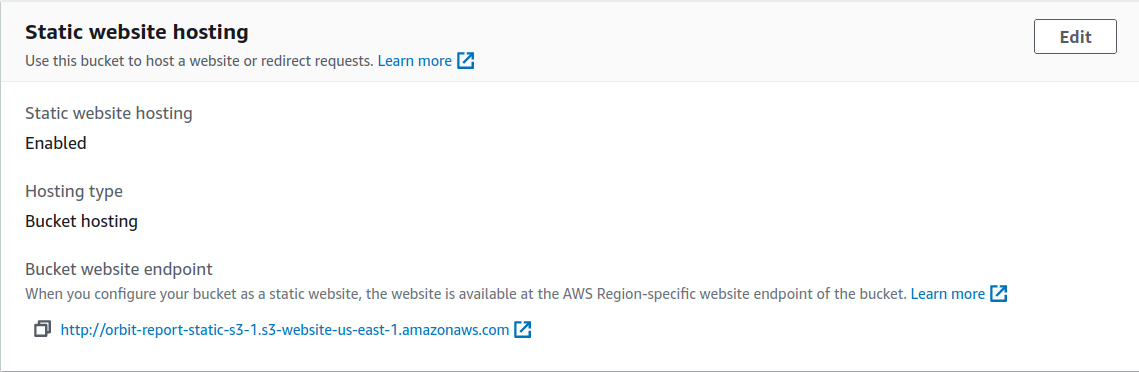 Static website hosting
Edit
Use this bucket to host a website or redirect requests. Learn more
Static website hosting
Enabled
Hosting type
Bucket hosting
Bucket website endpoint
When you configure your bucket as a static website, the website is available at the AWS Region-specific website endpoint of the bucket. Learn more
http://orbit-report-static-s3-1.s3-website-us-east-1.amazonaws.com